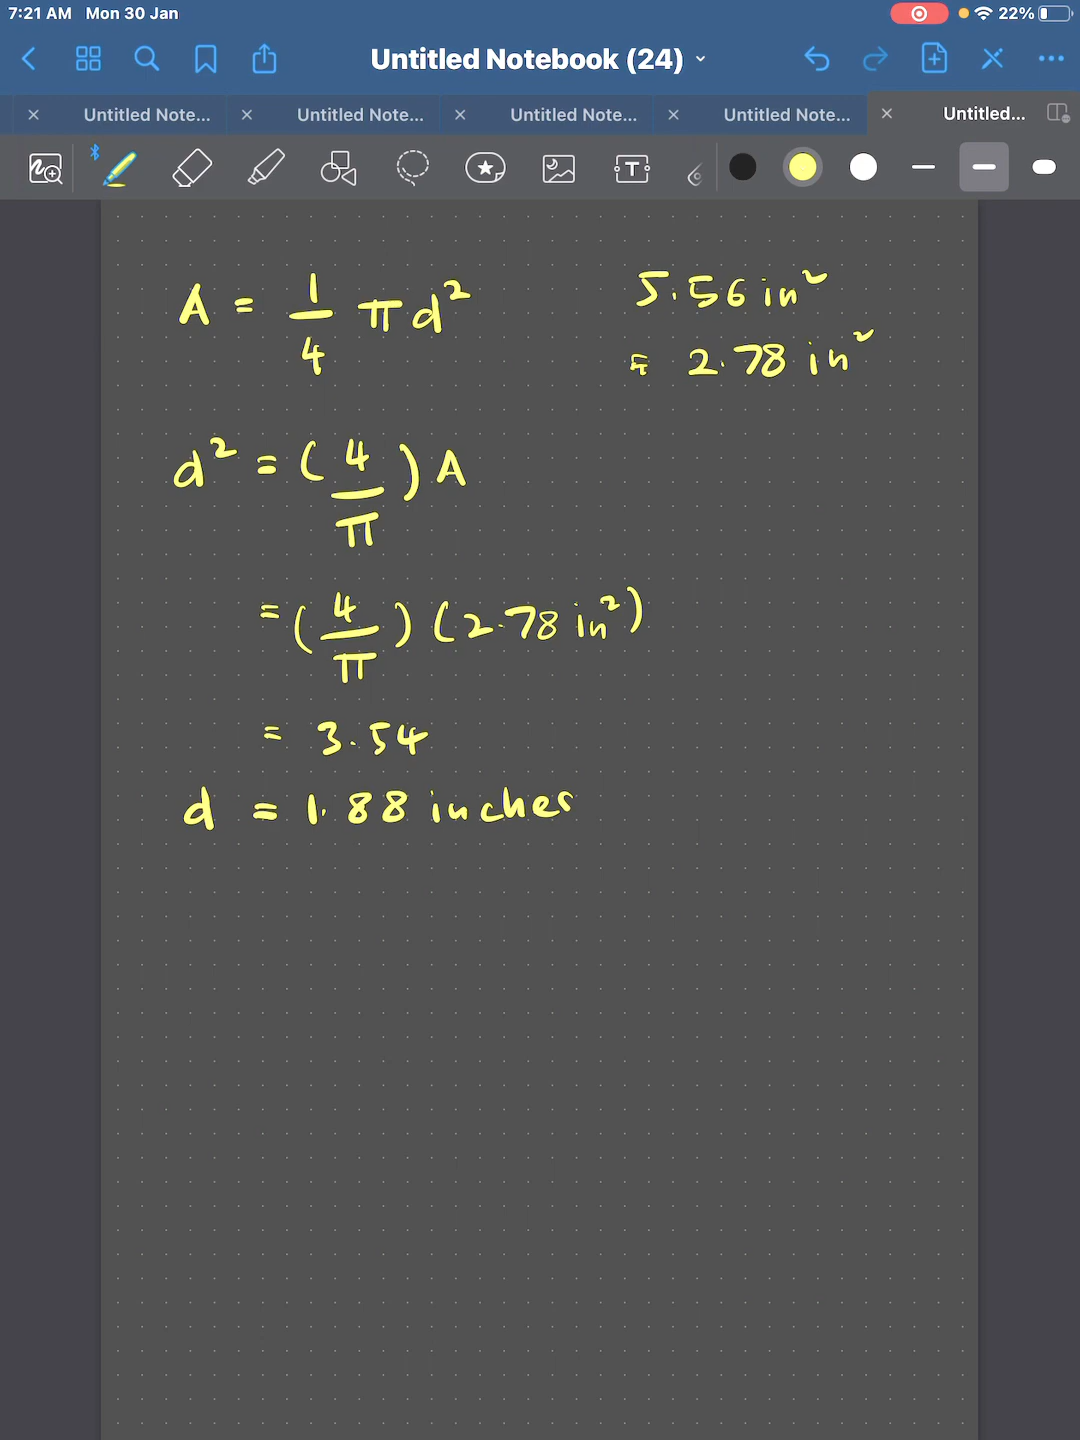 7:21 AM Mon 30 Jan 22%
Untitled Notebook (24)
Untitled Note... Untitled Note... Untitled Note... Untitled Note... Untitled...
T
A = 1/4 π d²
5.56 in²
= 2.78 in²
d² = (4/π) A
= (4/π) (2.78 in²)
= 3.54
d = 1.88 inches